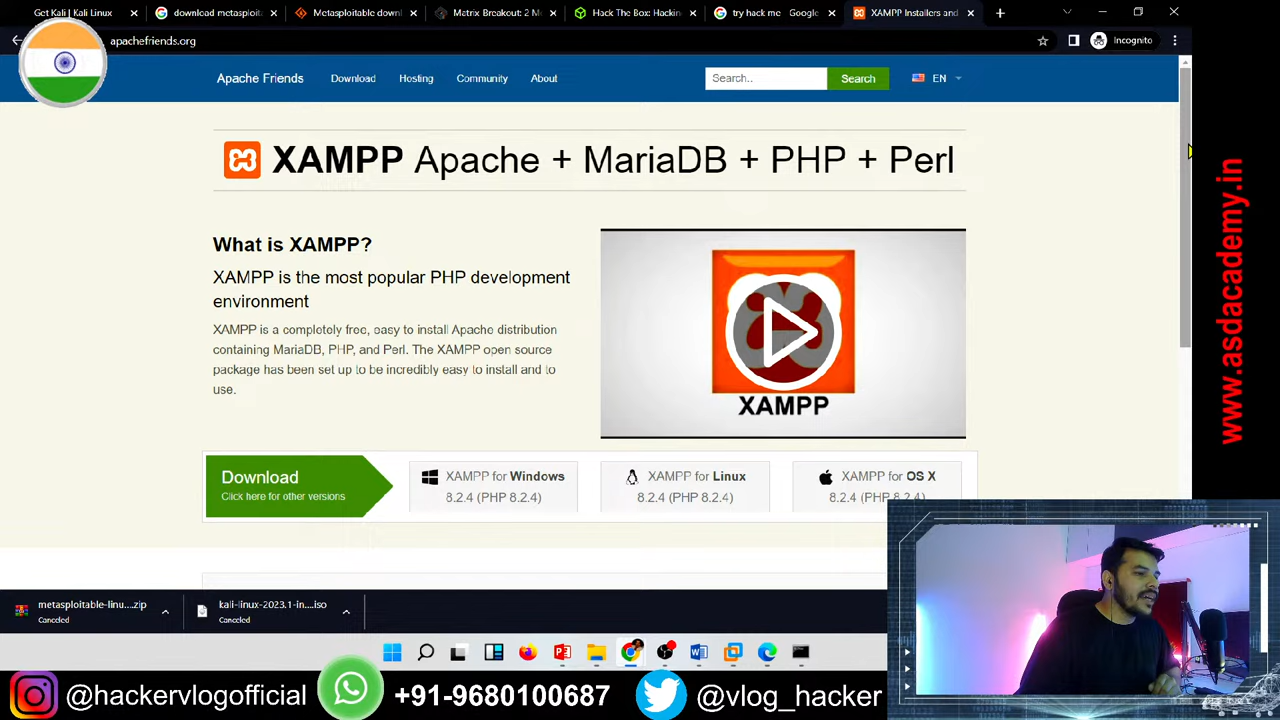 Get Kali | Kali Linux
download metasploita
Metasploitable downl
Matrix Breakout: 2 M
Hack The Box: Hackin
try hack me - Google
XAMPP Installers and
apachefriends.org
Incognito
Apache Friends
Download
Hosting
Community
About
Search..
Search
EN
XAMPP Apache + MariaDB + PHP + Perl
What is XAMPP?
XAMPP is the most popular PHP development
environment
XAMPP is a completely free, easy to install Apache distribution
containing MariaDB, PHP, and Perl. The XAMPP open source
package has been set up to be incredibly easy to install and to
use.
XAMPP
Download
Click here for other versions
XAMPP for Windows
8.2.4 (PHP 8.2.4)
XAMPP for Linux
8.2.4 (PHP 8.2.4)
XAMPP for OS X
8.2.4 (PHP 8.2.4)
www.asdacademy.in
metasploitable-linu....zip
Canceled
kali-linux-2023.1-in....iso
Canceled
@hackervlogofficial
+91-9680100687
@vlog_hacker